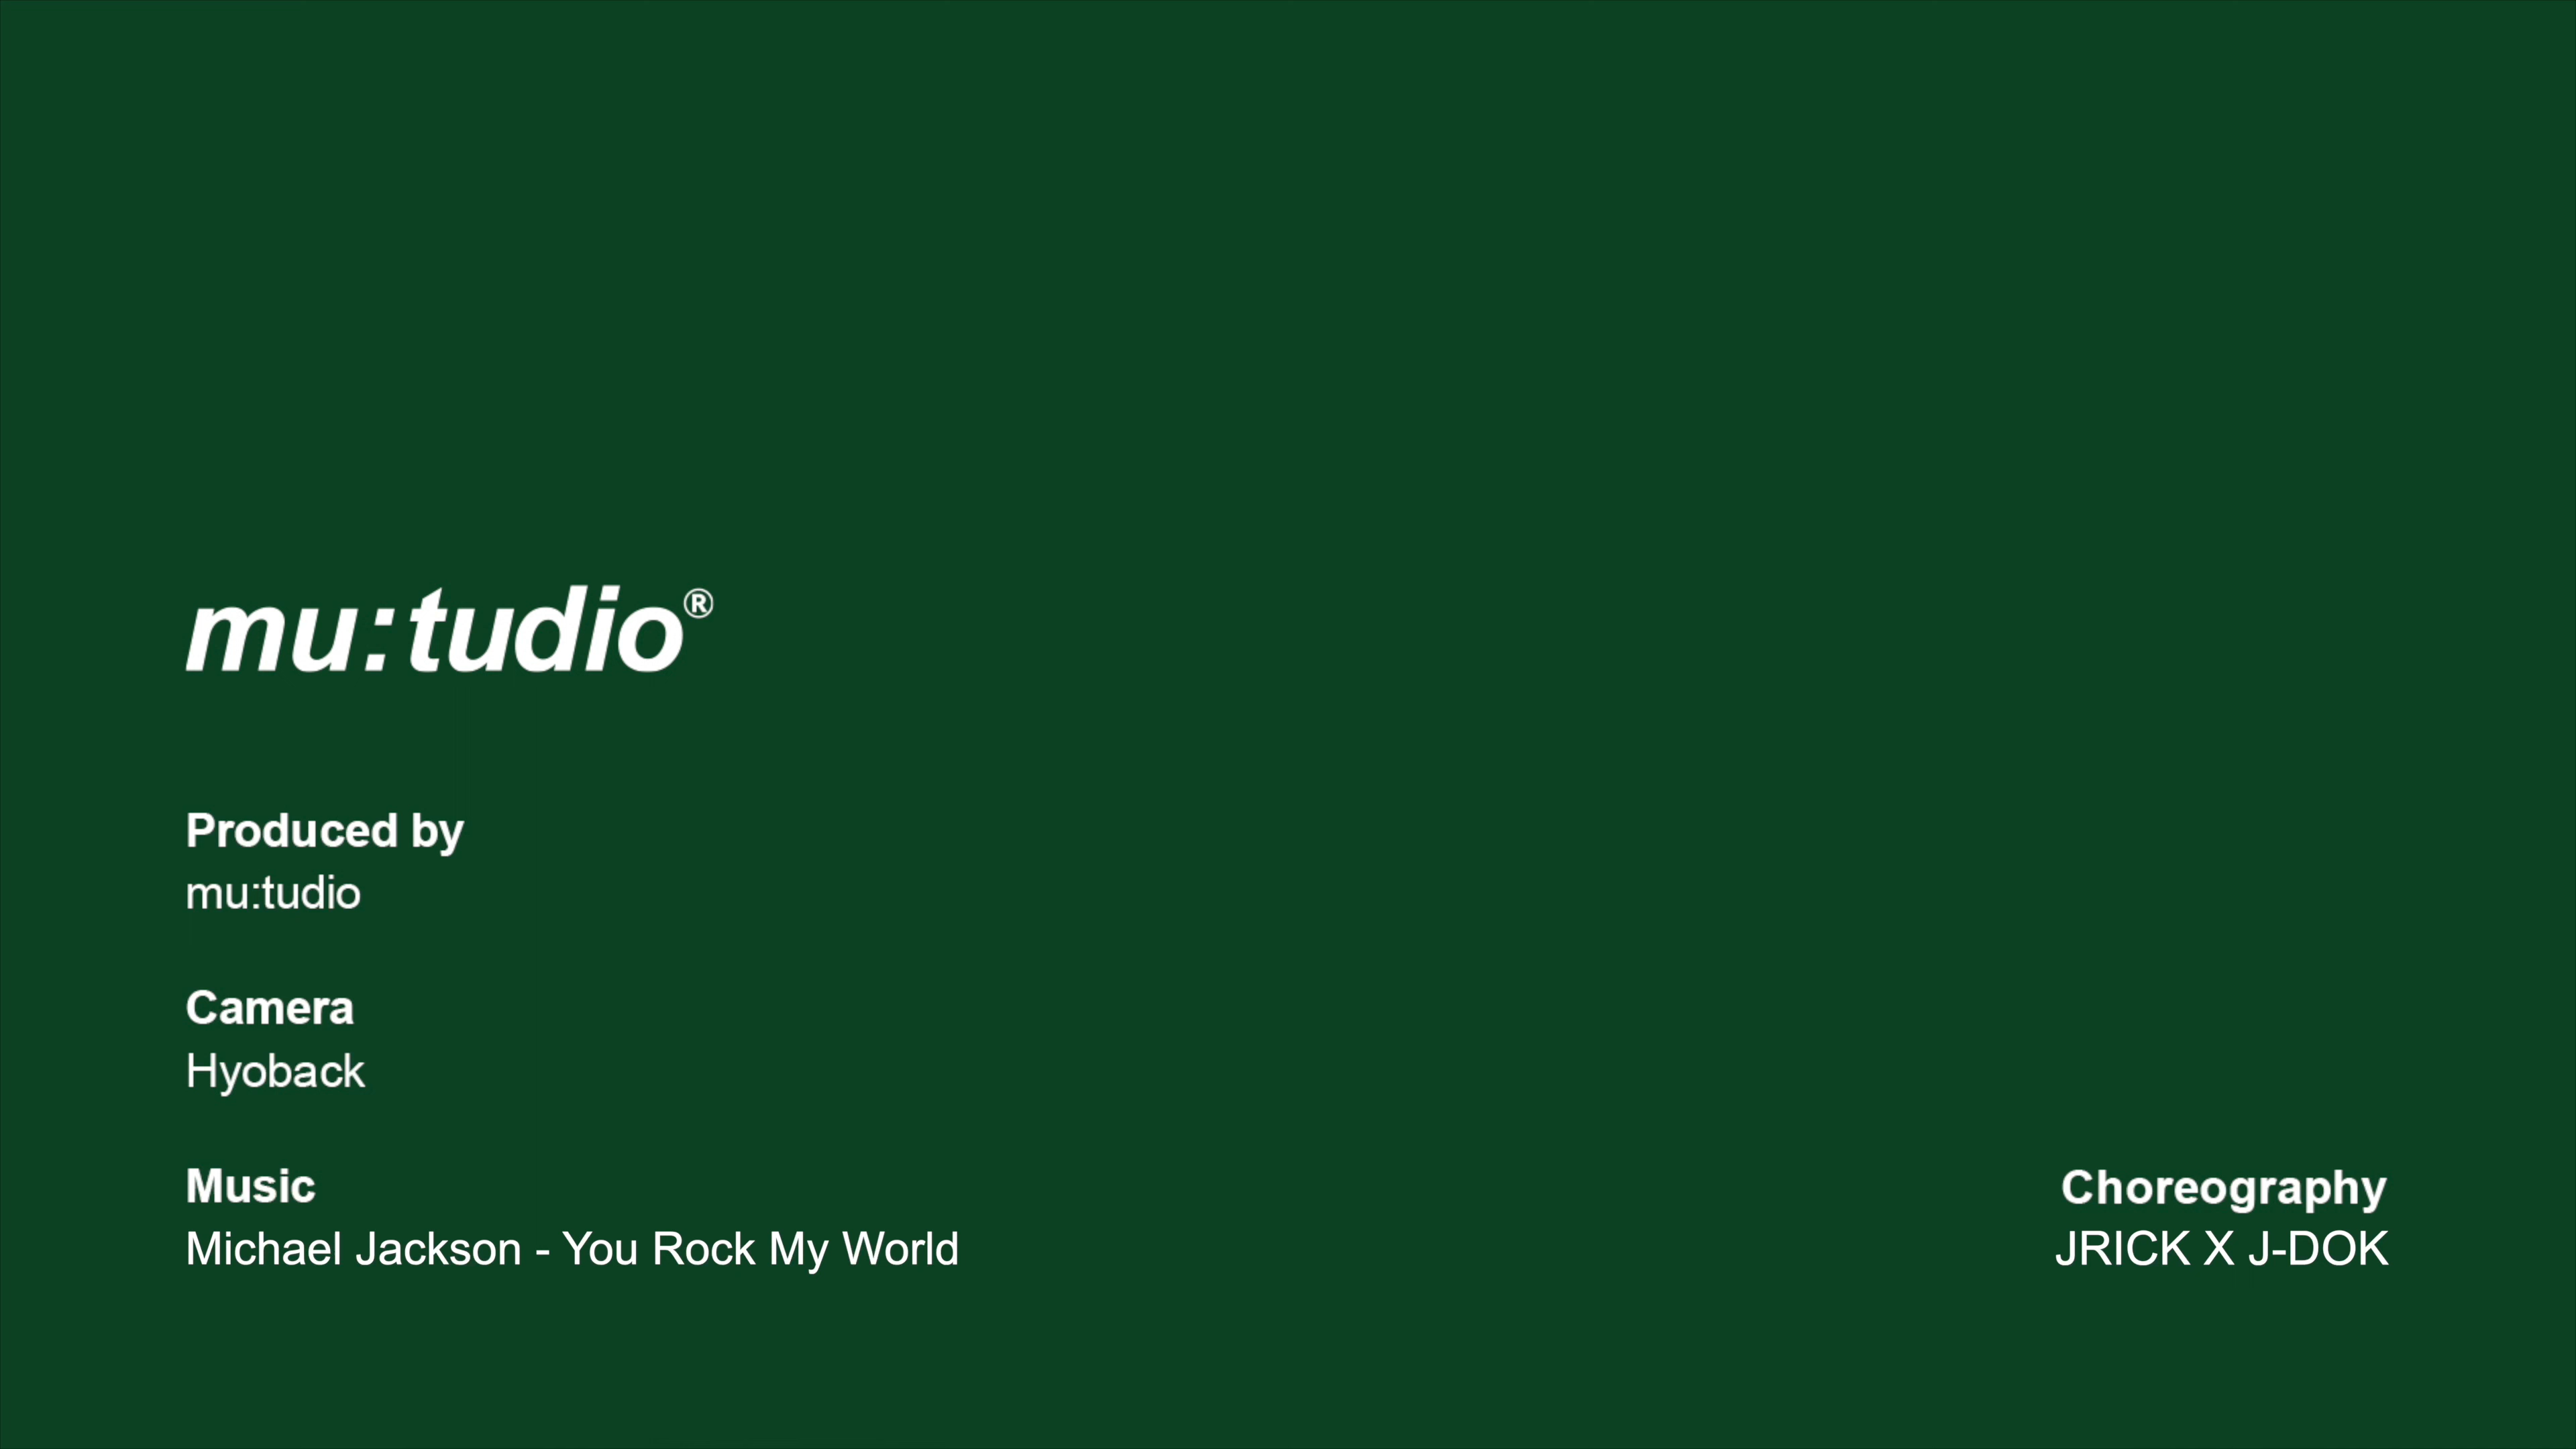 mu:tudio®
Produced by
mu:tudio
Camera
Hyoback
Music
Michael Jackson - You Rock My World
Choreography
JRICK X J-DOK